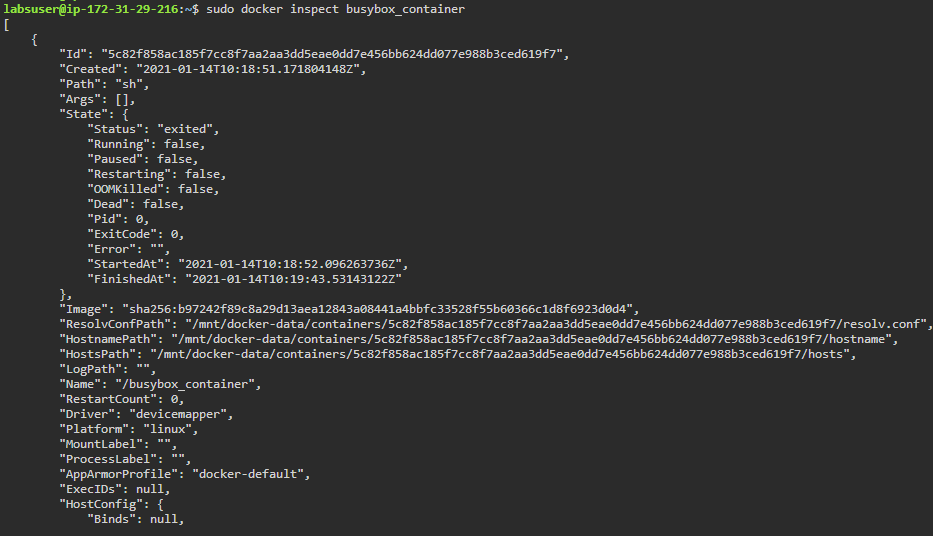 labsuser@ip-172-31-29-216:~$ sudo docker inspect busybox_container
[
    {
        "Id": "5c82f858ac185f7cc8f7aa2aa3dd5eae0dd7e456bb624dd077e988b3ced619f7",
        "Created": "2021-01-14T10:18:51.171804148Z",
        "Path": "sh",
        "Args": [],
        "State": {
            "Status": "exited",
            "Running": false,
            "Paused": false,
            "Restarting": false,
            "OOMKilled": false,
            "Dead": false,
            "Pid": 0,
            "ExitCode": 0,
            "Error": "",
            "StartedAt": "2021-01-14T10:18:52.096263736Z",
            "FinishedAt": "2021-01-14T10:19:43.53143122Z"
        },
        "Image": "sha256:b97242f89c8a29d13aea12843a08441a4bbfc33528f55b60366c1d8f6923d0d4",
        "ResolvConfPath": "/mnt/docker-data/containers/5c82f858ac185f7cc8f7aa2aa3dd5eae0dd7e456bb624dd077e988b3ced619f7/resolv.conf",
        "HostnamePath": "/mnt/docker-data/containers/5c82f858ac185f7cc8f7aa2aa3dd5eae0dd7e456bb624dd077e988b3ced619f7/hostname",
        "HostsPath": "/mnt/docker-data/containers/5c82f858ac185f7cc8f7aa2aa3dd5eae0dd7e456bb624dd077e988b3ced619f7/hosts",
        "LogPath": "",
        "Name": "/busybox_container",
        "RestartCount": 0,
        "Driver": "devicemapper",
        "Platform": "linux",
        "MountLabel": "",
        "ProcessLabel": "",
        "AppArmorProfile": "docker-default",
        "ExecIDs": null,
        "HostConfig": {
            "Binds": null,